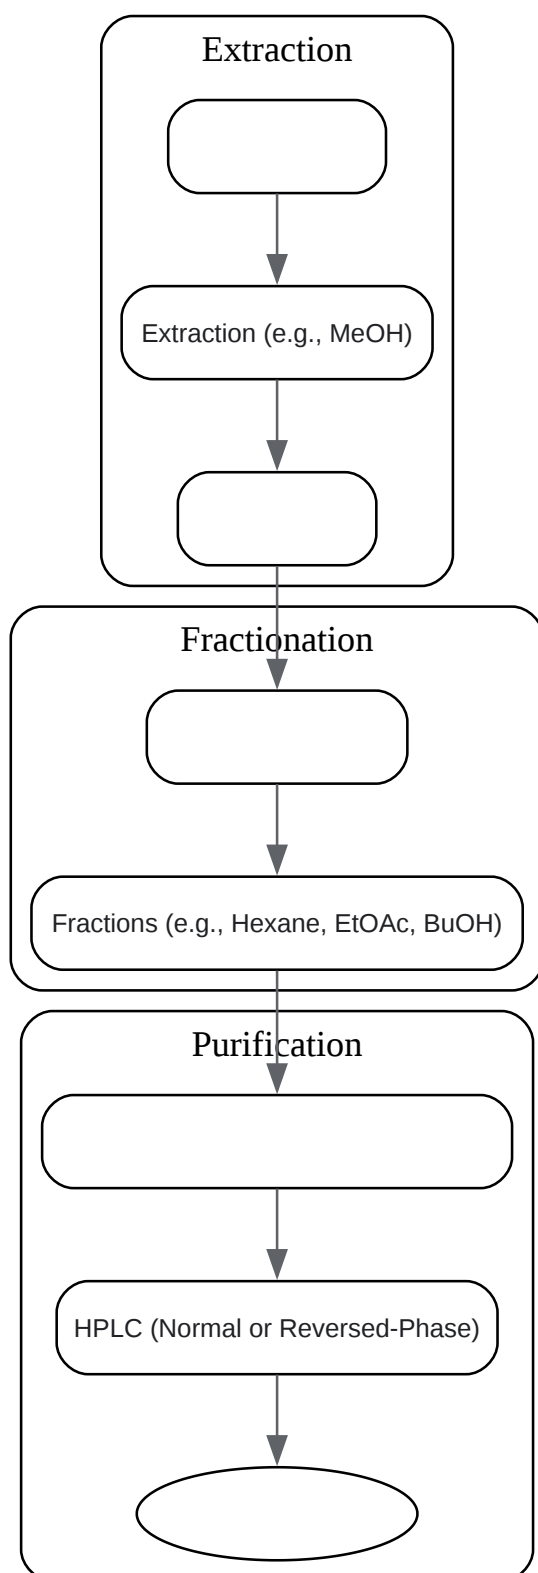 Extraction
Extraction (e.g., MeOH)
Fractionation
Fractions (e.g., Hexane, EtOAc, BuOH)
Purification
HPLC (Normal or Reversed-Phase)